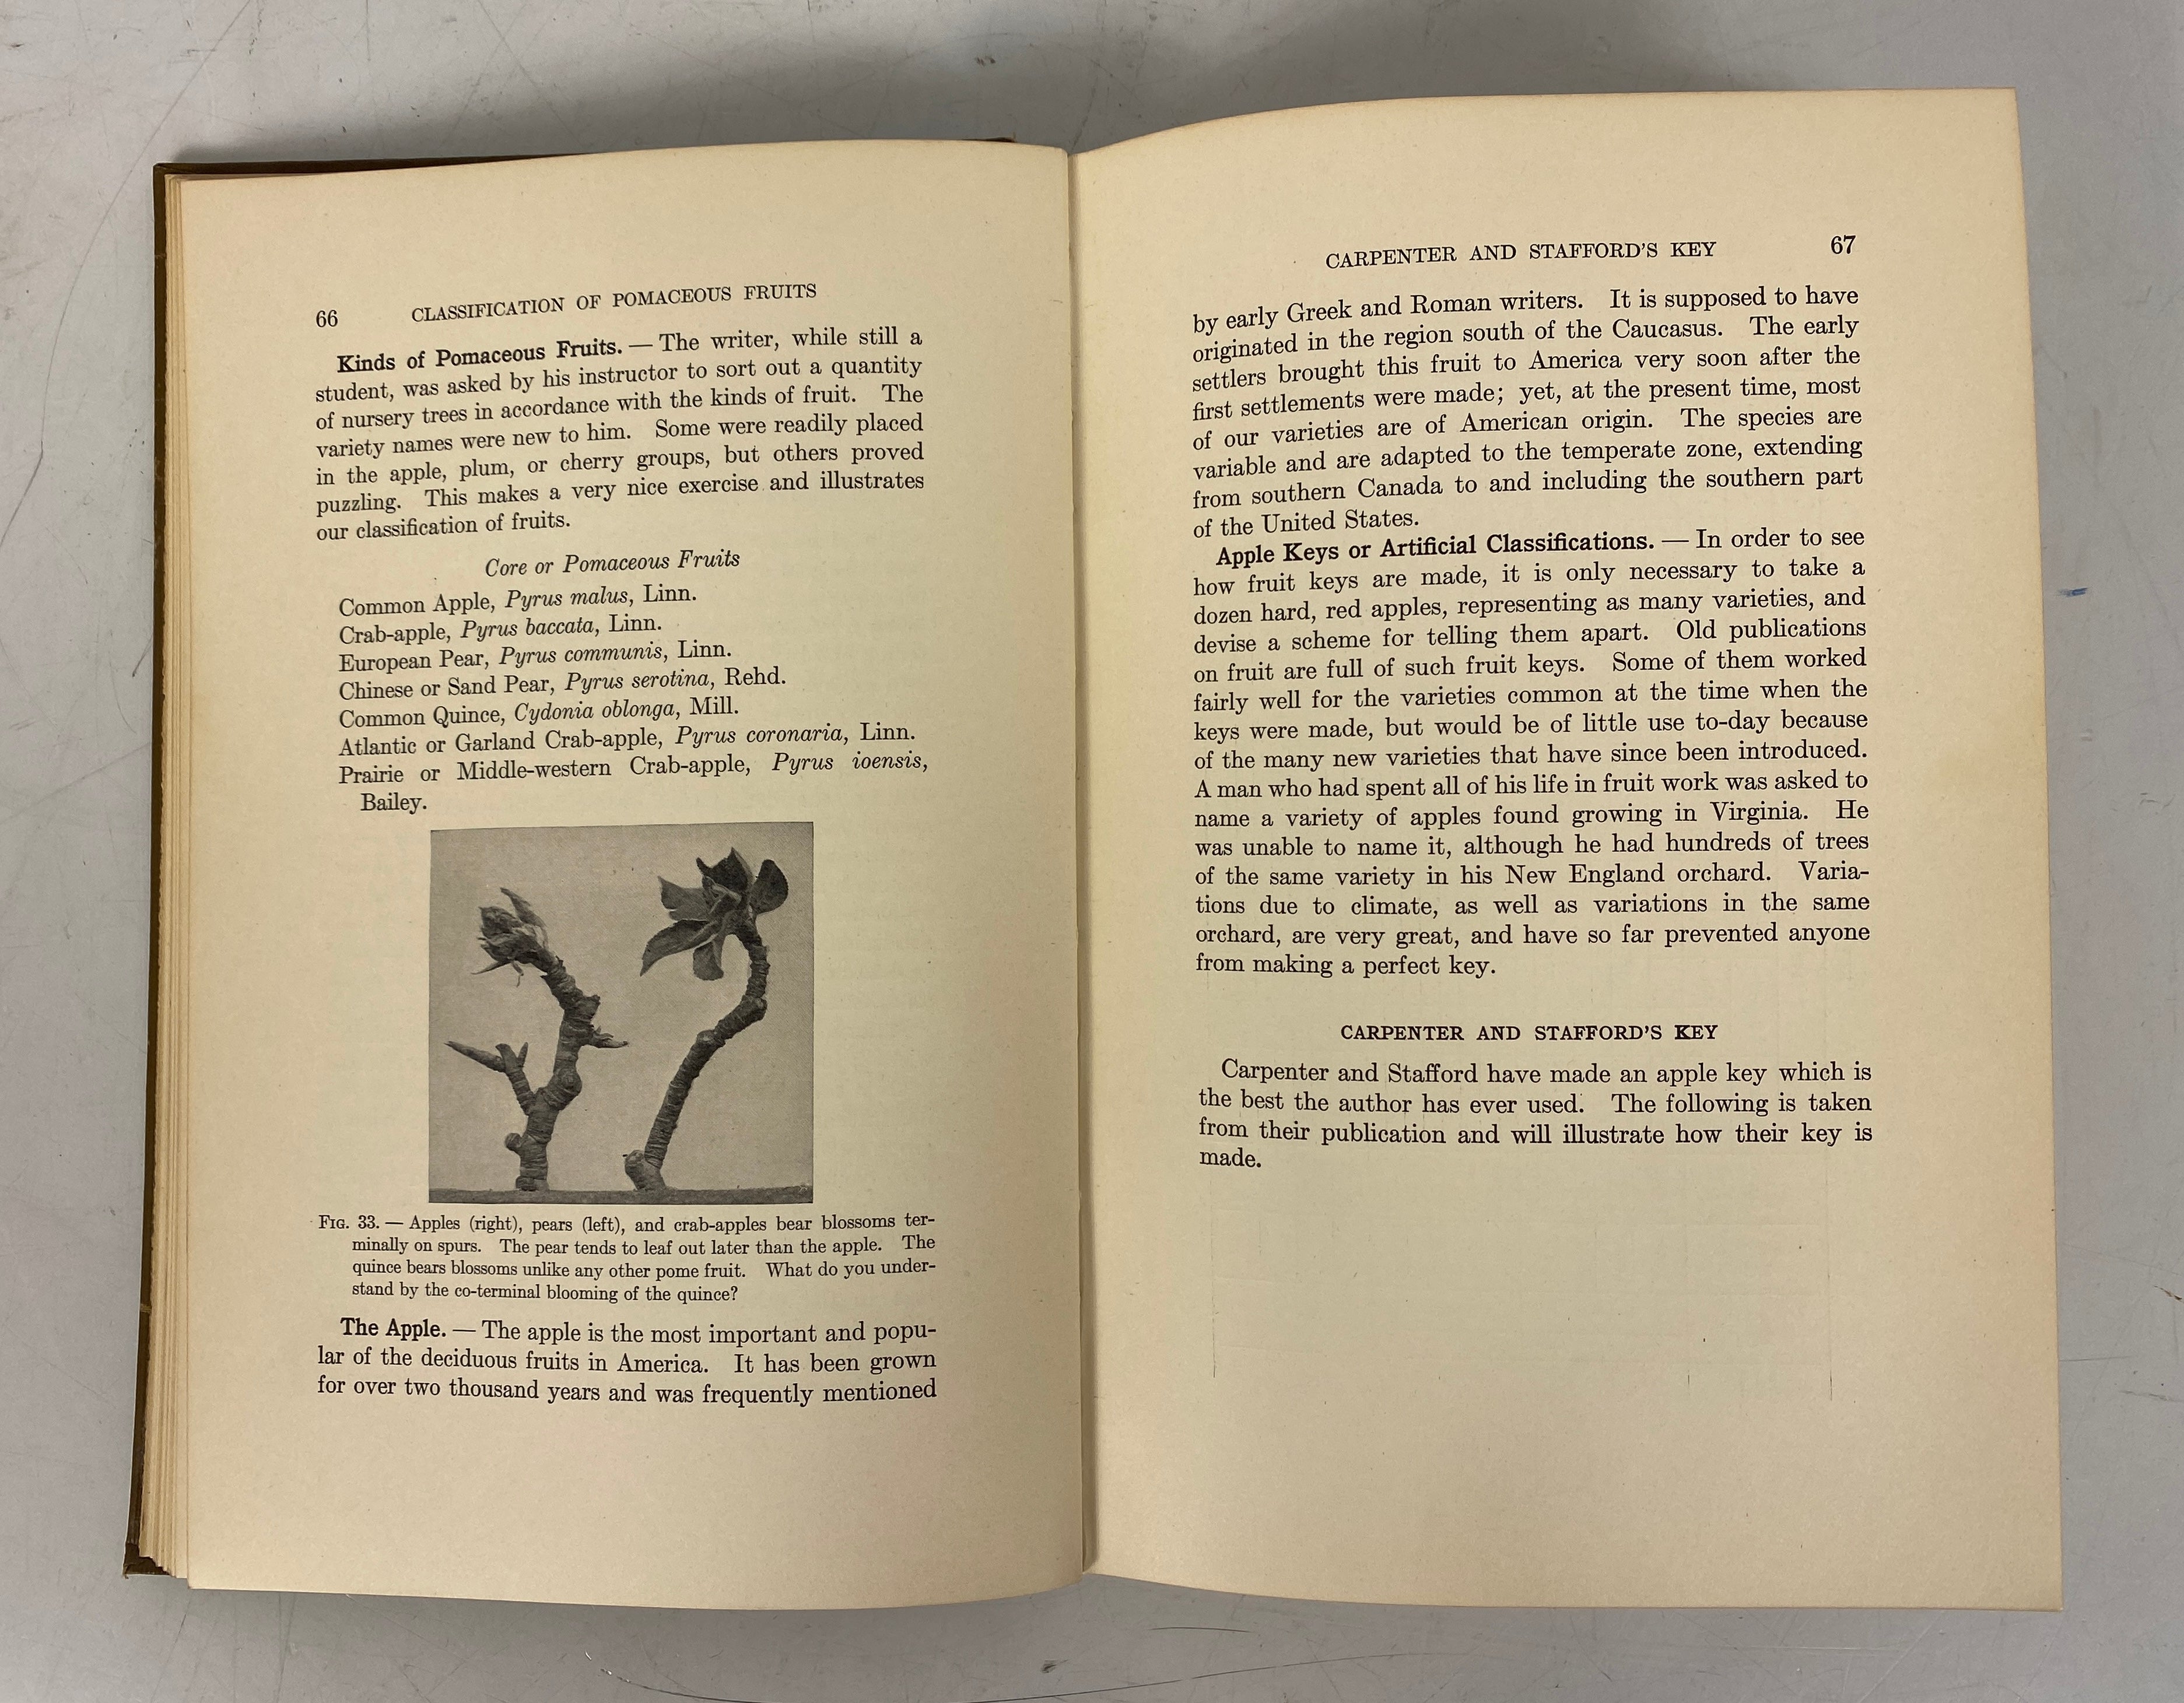 66 CLASSIFICATION OF POMACEOUS FRUITS
Kinds of Pomaceous Fruits. — The writer, while still a
student, was asked by his instructor to sort out a quantity
of nursery trees in accordance with the kinds of fruit. The
variety names were new to him. Some were readily placed
in the apple, plum, or cherry groups, but others proved
puzzling. This makes a very nice exercise and illustrates
our classification of fruits.
Core or Pomaceous Fruits
Common Apple, Pyrus malus, Linn.
Crab-apple, Pyrus baccata, Linn.
European Pear, Pyrus communis, Linn.
Chinese or Sand Pear, Pyrus serotina, Rehd.
Common Quince, Cydonia oblonga, Mill.
Atlantic or Garland Crab-apple, Pyrus coronaria, Linn.
Prairie or Middle-western Crab-apple, Pyrus ioensis,
Bailey.
FIG. 33. — Apples (right), pears (left), and crab-apples bear blossoms ter-
minally on spurs. The pear tends to leaf out later than the apple. The
quince bears blossoms unlike any other pome fruit. What do you under-
stand by the co-terminal blooming of the quince?
The Apple. — The apple is the most important and popu-
lar of the deciduous fruits in America. It has been grown
for over two thousand years and was frequently mentioned
CARPENTER AND STAFFORD'S KEY 67
by early Greek and Roman writers. It is supposed to have
originated in the region south of the Caucasus. The early
settlers brought this fruit to America very soon after the
first settlements were made; yet, at the present time, most
of our varieties are of American origin. The species are
variable and are adapted to the temperate zone, extending
from southern Canada to and including the southern part
of the United States.
Apple Keys or Artificial Classifications. — In order to see
how fruit keys are made, it is only necessary to take a
dozen hard, red apples, representing as many varieties, and
devise a scheme for telling them apart. Old publications
on fruit are full of such fruit keys. Some of them worked
fairly well for the varieties common at the time when the
keys were made, but would be of little use to-day because
of the many new varieties that have since been introduced.
A man who had spent all of his life in fruit work was asked to
name a variety of apples found growing in Virginia. He
was unable to name it, although he had hundreds of trees
of the same variety in his New England orchard. Varia-
tions due to climate, as well as variations in the same
orchard, are very great, and have so far prevented anyone
from making a perfect key.
CARPENTER AND STAFFORD'S KEY
Carpenter and Stafford have made an apple key which is
the best the author has ever used. The following is taken
from their publication and will illustrate how their key is
made.